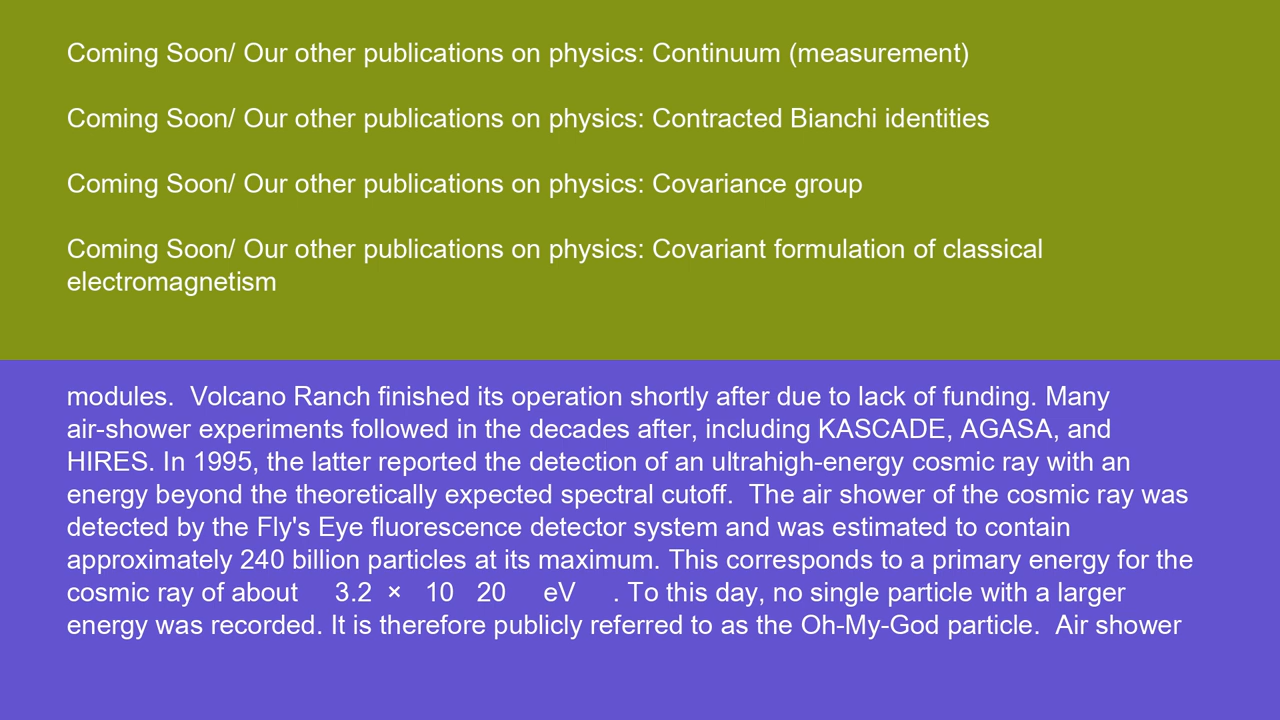 Coming Soon/ Our other publications on physics: Continuum (measurement)
Coming Soon/ Our other publications on physics: Contracted Bianchi identities
Coming Soon/ Our other publications on physics: Covariance group
Coming Soon/ Our other publications on physics: Covariant formulation of classical
electromagnetism
modules.  Volcano Ranch finished its operation shortly after due to lack of funding. Many
air-shower experiments followed in the decades after, including KASCADE, AGASA, and
HIRES. In 1995, the latter reported the detection of an ultrahigh-energy cosmic ray with an
energy beyond the theoretically expected spectral cutoff.  The air shower of the cosmic ray was
detected by the Fly's Eye fluorescence detector system and was estimated to contain
approximately 240 billion particles at its maximum. This corresponds to a primary energy for the
cosmic ray of about     3.2  ×   10   20     eV     . To this day, no single particle with a larger
energy was recorded. It is therefore publicly referred to as the Oh-My-God particle.  Air shower